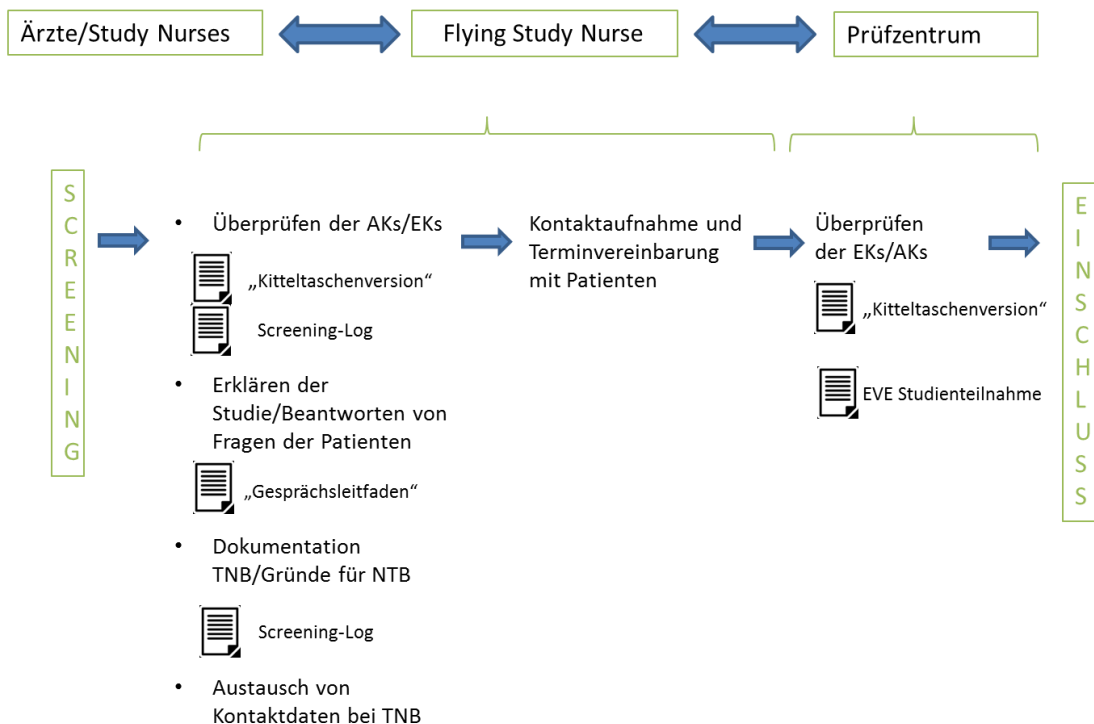 Ärzte/Study Nurses
Flying Study Nurse
Prüfzentrum
SCREENING
• Überprüfen der AKs/EKs
„Kitteltaschenversion“
Screening-Log
• Erklären der
Studie/Beantworten von
Fragen der Patienten
„Gesprächsleitfaden“
• Dokumentation
TNB/Gründe für NTB
Screening-Log
• Austausch von
Kontaktdaten bei TNB
Kontaktaufnahme und
Terminvereinbarung
mit Patienten
Überprüfen
der EKs/AKs
„Kitteltaschenversion“
EVE Studienteilnahme
EINSCHLUSS